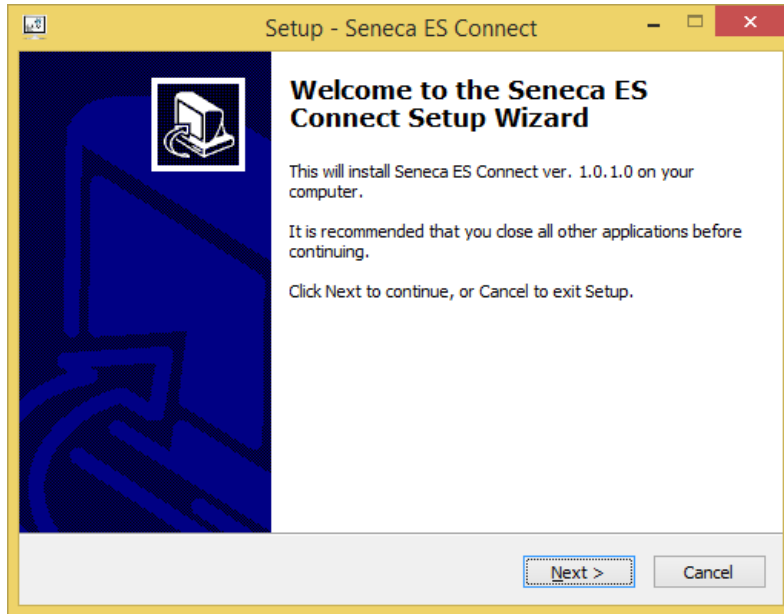 Setup - Seneca ES Connect
Welcome to the Seneca ES
Connect Setup Wizard
This will install Seneca ES Connect ver. 1.0.1.0 on your
computer.
It is recommended that you close all other applications before
continuing.
Click Next to continue, or Cancel to exit Setup.
Next >
Cancel